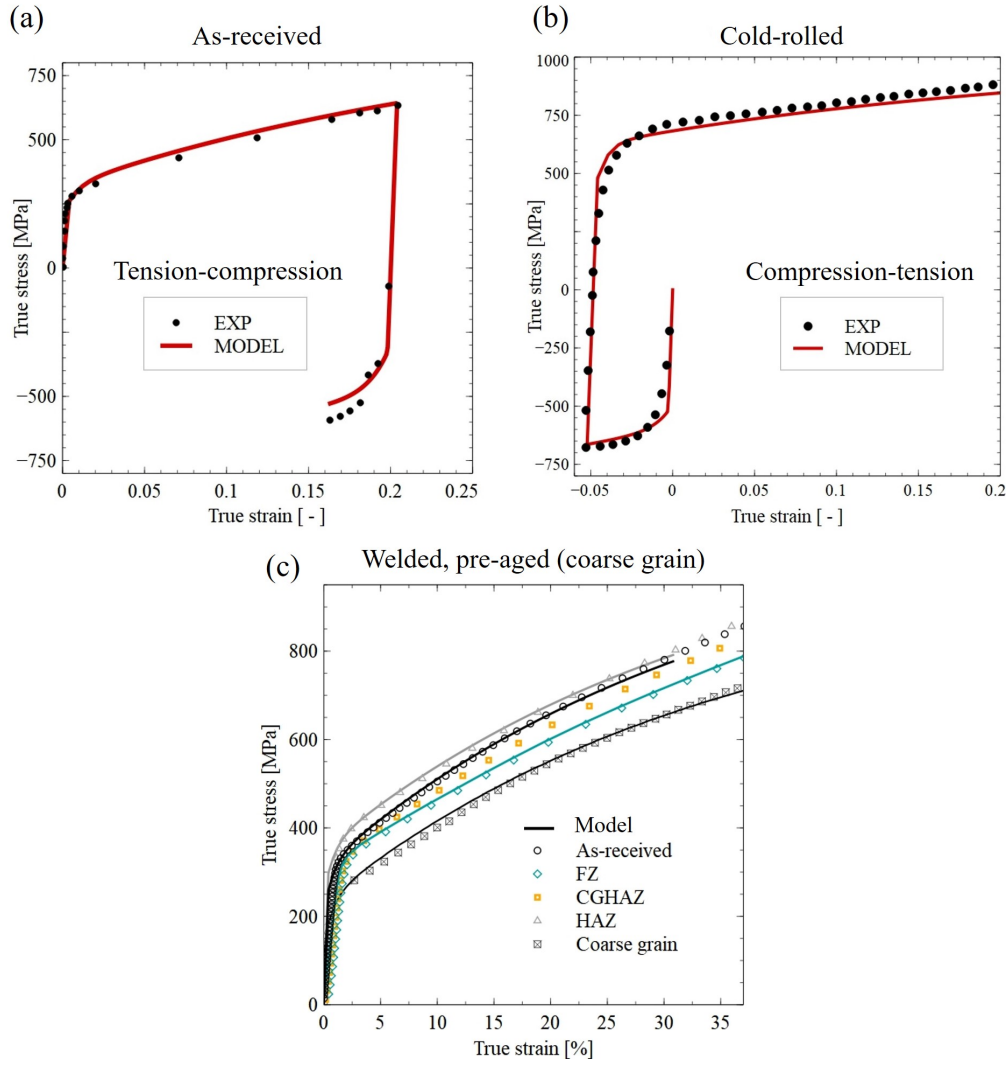 (a)
As-received
True stress [MPa]
750
500
250
0
−500
−750
Tension-compression
EXP
MODEL
0
0.05
0.1
0.15
0.2
0.25
True strain [ - ]
(b)
Cold-rolled
True stress [MPa]
1000
750
500
250
0
−250
−500
−750
Compression-tension
EXP
MODEL
−0.05
0
0.05
0.1
0.15
0.2
True strain [ - ]
(c)
Welded, pre-aged (coarse grain)
True stress [MPa]
800
600
400
200
0
Model
As-received
FZ
CGHAZ
HAZ
Coarse grain
0
5
10
15
20
25
30
35
True strain [%]